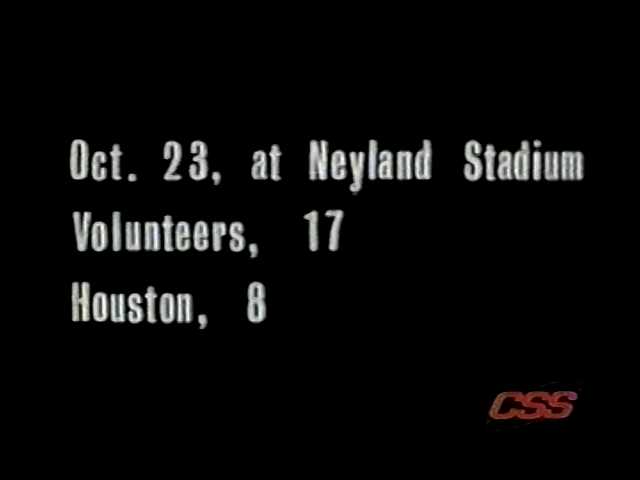 Oct. 23, at Neyland Stadium
Volunteers, 17
Houston, 8
CSS